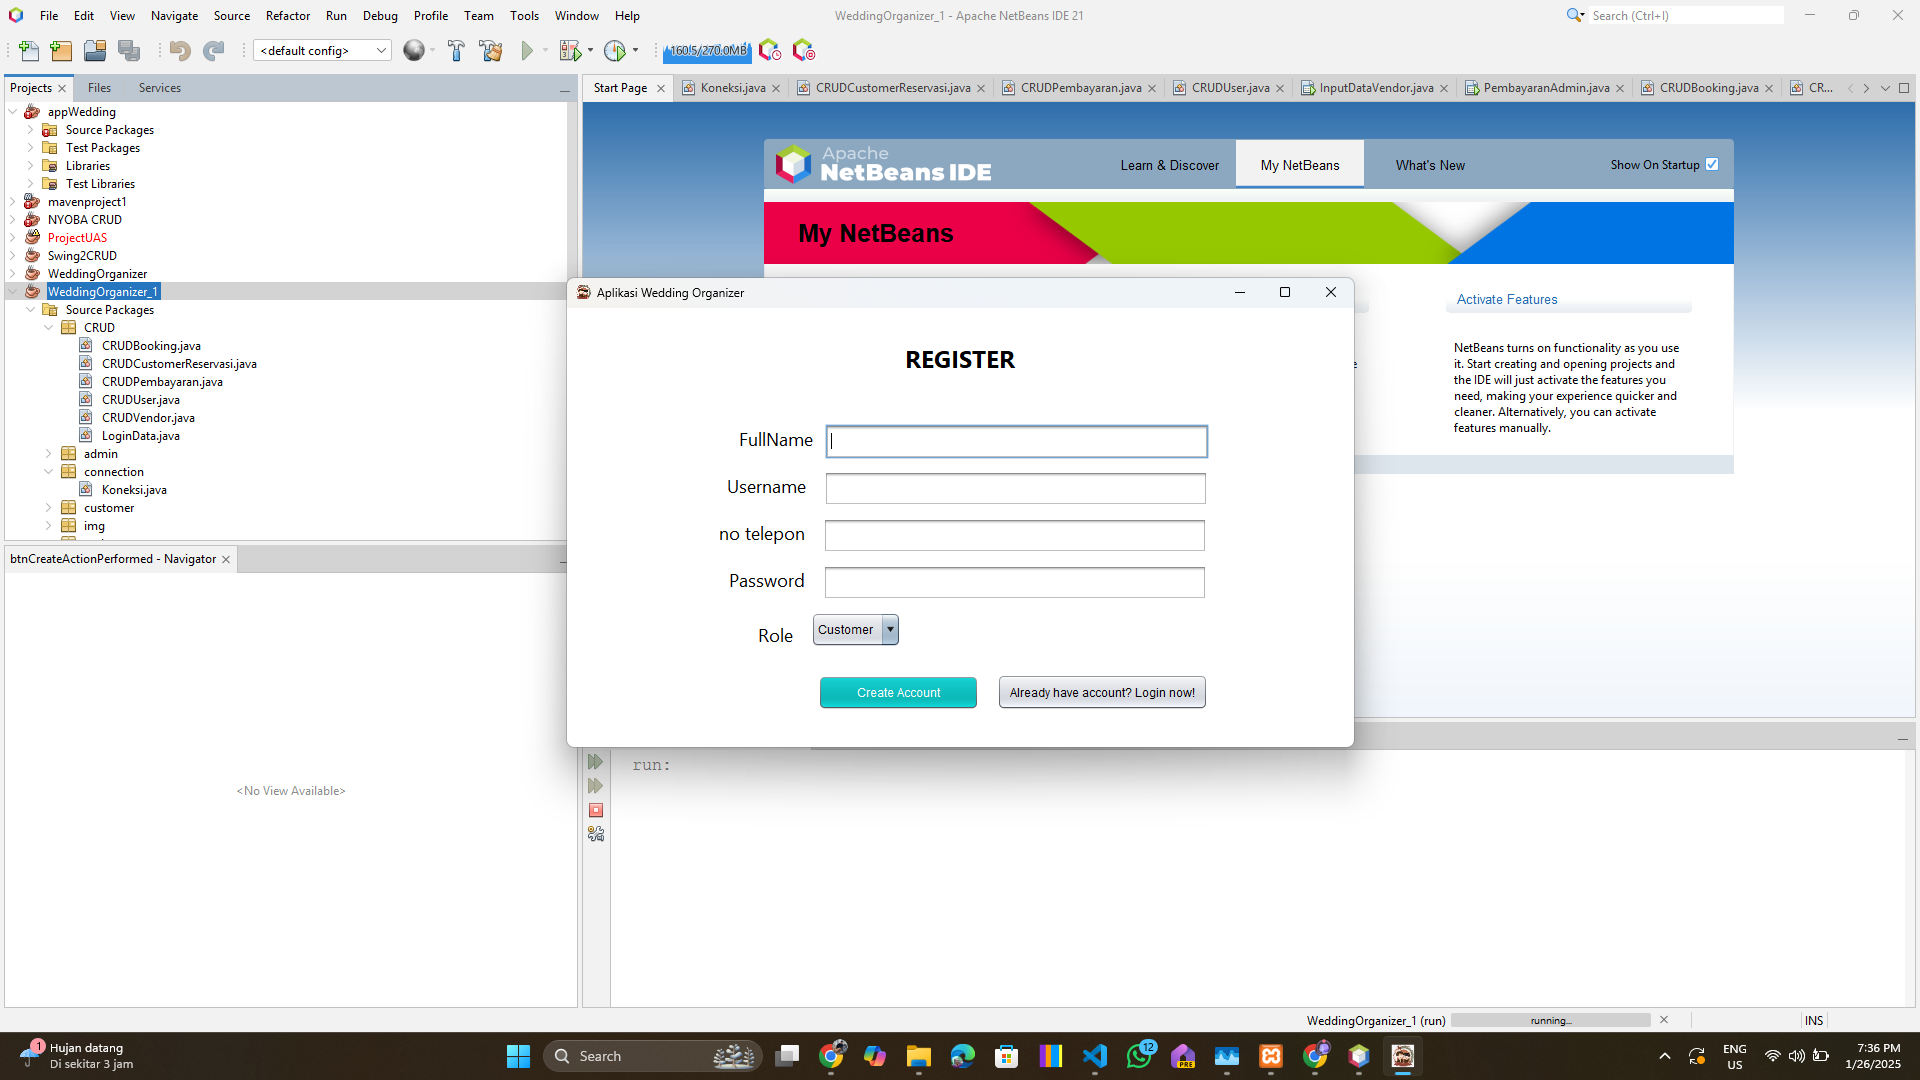 File Edit View Navigate Source Refactor Run Debug Profile Team Tools Window Help
WeddingOrganizer_1 - Apache NetBeans IDE 21
Search (Ctrl+I)
<default config>
160.5/270.0MB
Projects Files Services
Start Page Koneksi.java CRUDCustomerReservasi.java CRUDPembayaran.java CRUDUser.java InputDataVendor.java PembayaranAdmin.java CRUDBooking.java CR...
appWedding
Source Packages
Test Packages
Libraries
Test Libraries
mavenproject1
NYOBA CRUD
ProjectUAS
Swing2CRUD
WeddingOrganizer
WeddingOrganizer_1
Source Packages
CRUD
CRUDBooking.java
CRUDCustomerReservasi.java
CRUDPembayaran.java
CRUDUser.java
CRUDVendor.java
LoginData.java
admin
connection
Koneksi.java
customer
img
Apache
NetBeans IDE
Learn & Discover My NetBeans What's New Show On Startup
My NetBeans
Activate Features
NetBeans turns on functionality as you
it. Start creating and opening projects and
the IDE will just activate the features you
need, making your experience quicker and
cleaner. Alternatively, you can activate
features manually.
Aplikasi Wedding Organizer
REGISTER
FullName
Username
no telepon
Password
Role Customer
Create Account Already have account? Login now!
btnCreateActionPerformed - Navigator
<No View Available>
run:
WeddingOrganizer_1 (run) running... INS
1
Hujan datang
Di sekitar 3 jam
Search
PRE
12
ENG
US
7:36 PM
1/26/2025